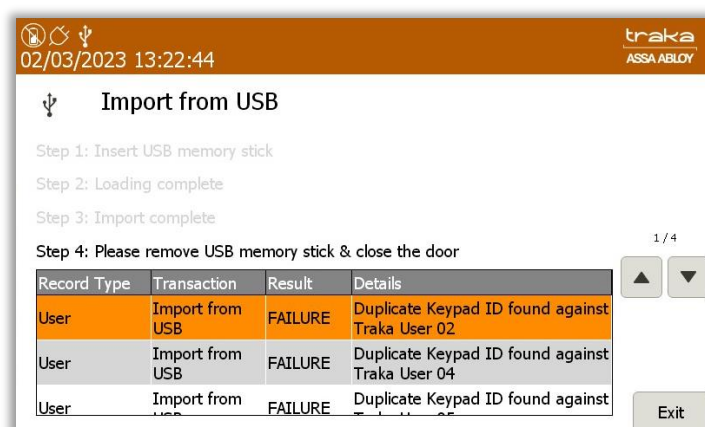 traka
02/03/2023 13:22:44
ASSA ABLOY
Import from USB
Step 1: Insert USB memory stick
Step 2: Loading complete
Step 3: Import complete
1 / 4
Step 4: Please remove USB memory stick & close the door
Record Type Transaction Result Details
User Import from USB FAILURE Duplicate Keypad ID found against Traka User 02
User Import from USB FAILURE Duplicate Keypad ID found against Traka User 04
User Import from FAILURE Duplicate Keypad ID found against
Exit